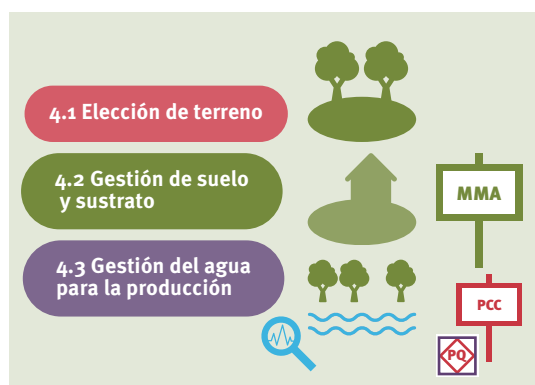 4.1 Elección de terreno
4.2 Gestión de suelo
y sustrato
MMA
4.3 Gestión del agua
para la producción
PCC
PQ